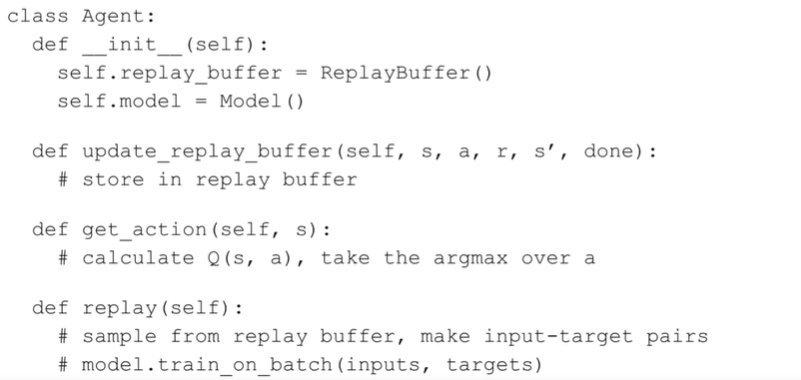 class Agent:
  def __init__(self):
    self.replay_buffer = ReplayBuffer()
    self.model = Model()

  def update_replay_buffer(self, s, a, r, s’, done):
    # store in replay buffer

  def get_action(self, s):
    # calculate Q(s, a), take the argmax over a

  def replay(self):
    # sample from replay buffer, make input-target pairs
    # model.train_on_batch(inputs, targets)